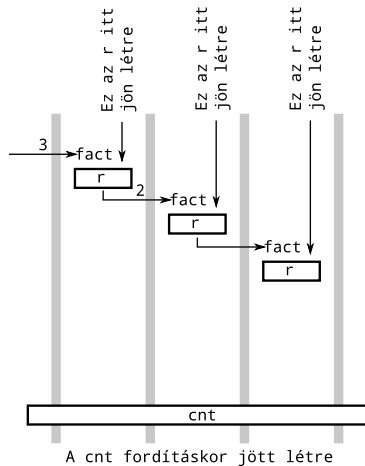 Ez az r itt
jön létre
Ez az r itt
jön létre
Ez az r itt
jön létre
3
fact
r
2
fact
r
fact
r
cnt
A cnt fordításkor jött létre